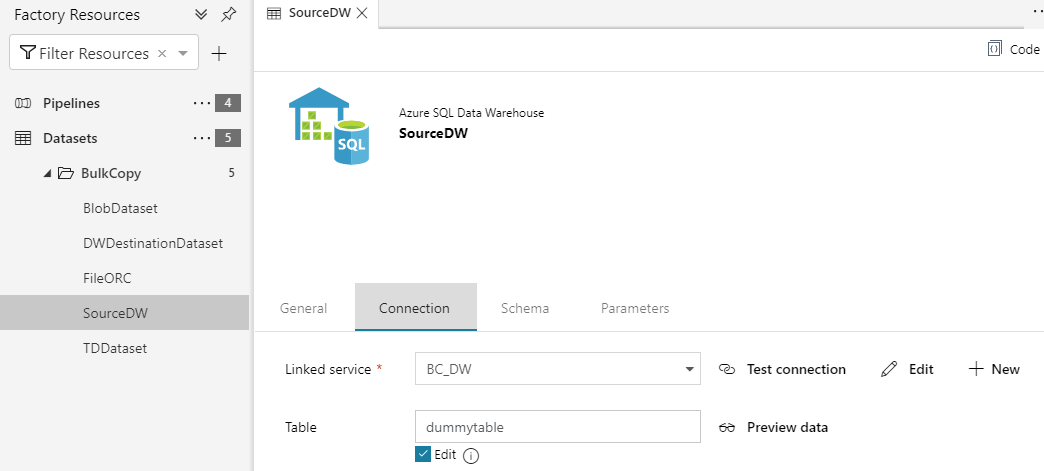 Factory Resources
Filter Resources
Pipelines 4
Datasets 5
BulkCopy 5
BlobDataset
DWDestinationDataset
FileORC
SourceDW
TDDataset
SourceDW
Code
Azure SQL Data Warehouse
SourceDW
SQL
General Connection Schema Parameters
Linked service * BC_DW Test connection Edit New
Table dummytable Preview data
Edit